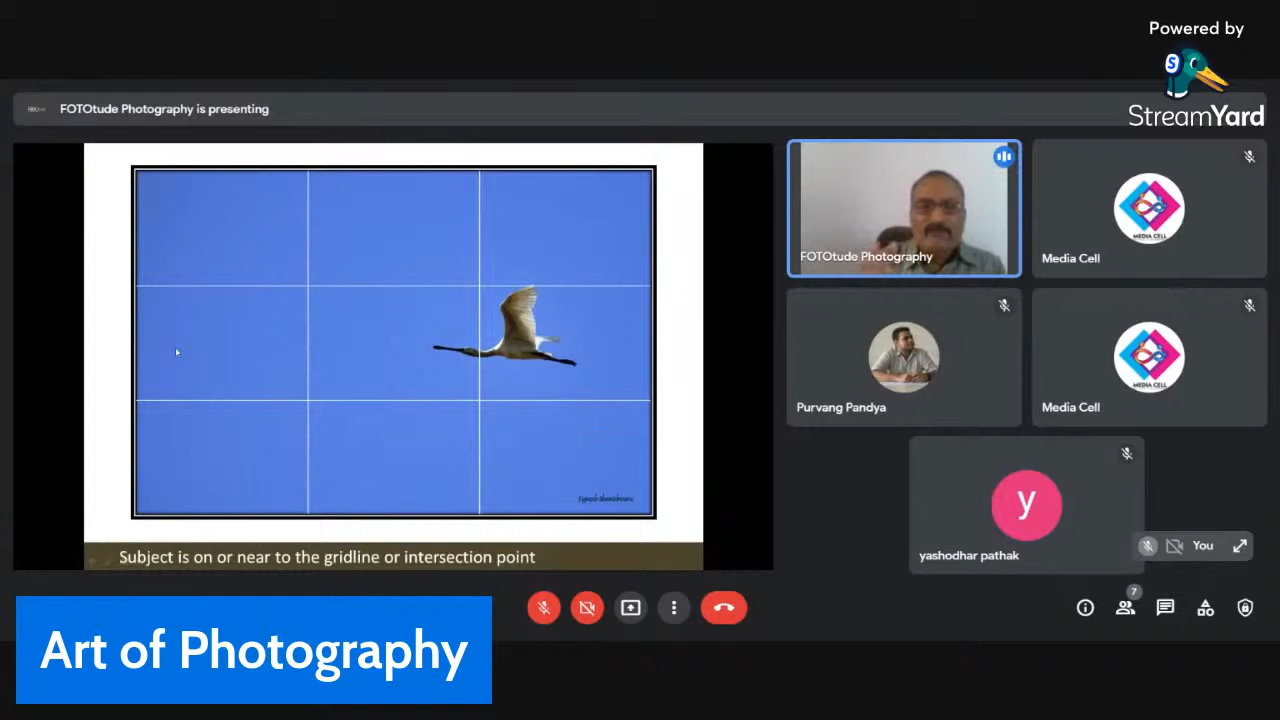 Powered by
S
StreamYard
FOTOtude Photography is presenting
FOTOtude Photography
MEDIA CELL
Media Cell
Purvang Pandya
MEDIA CELL
Media Cell
y
yashodhar pathak
You
7
Subject is on or near to the gridline or intersection point
Art of Photography